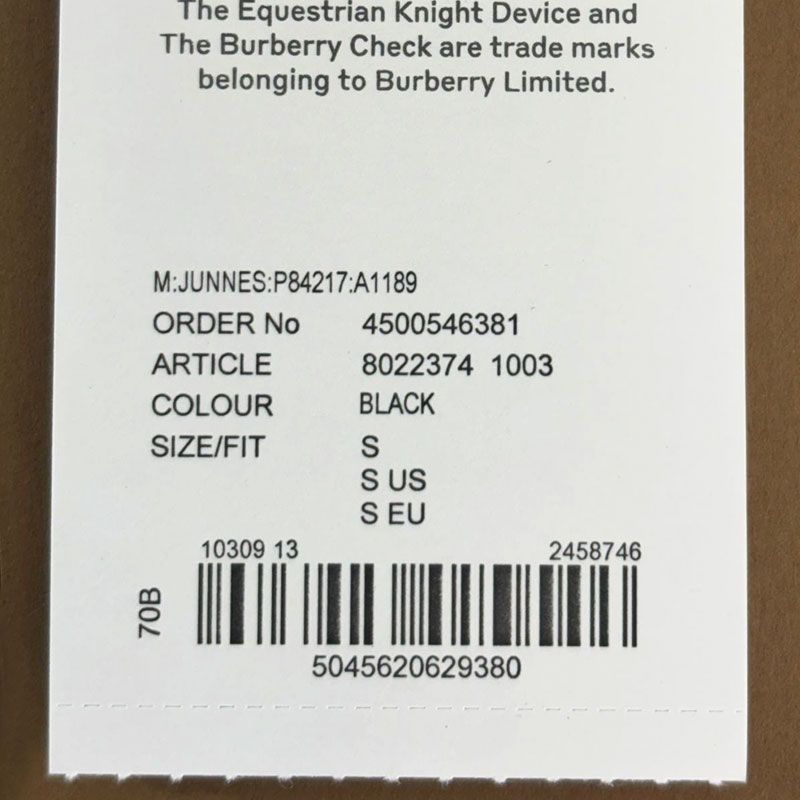 The Equestrian Knight Device and
The Burberry Check are trade marks
belonging to Burberry Limited.
M:JUNNES:P84217:A1189
ORDER No 4500546381
ARTICLE 8022374 1003
COLOUR BLACK
SIZE/FIT S
S US
S EU
10309 13 2458746
70B
5045620629380